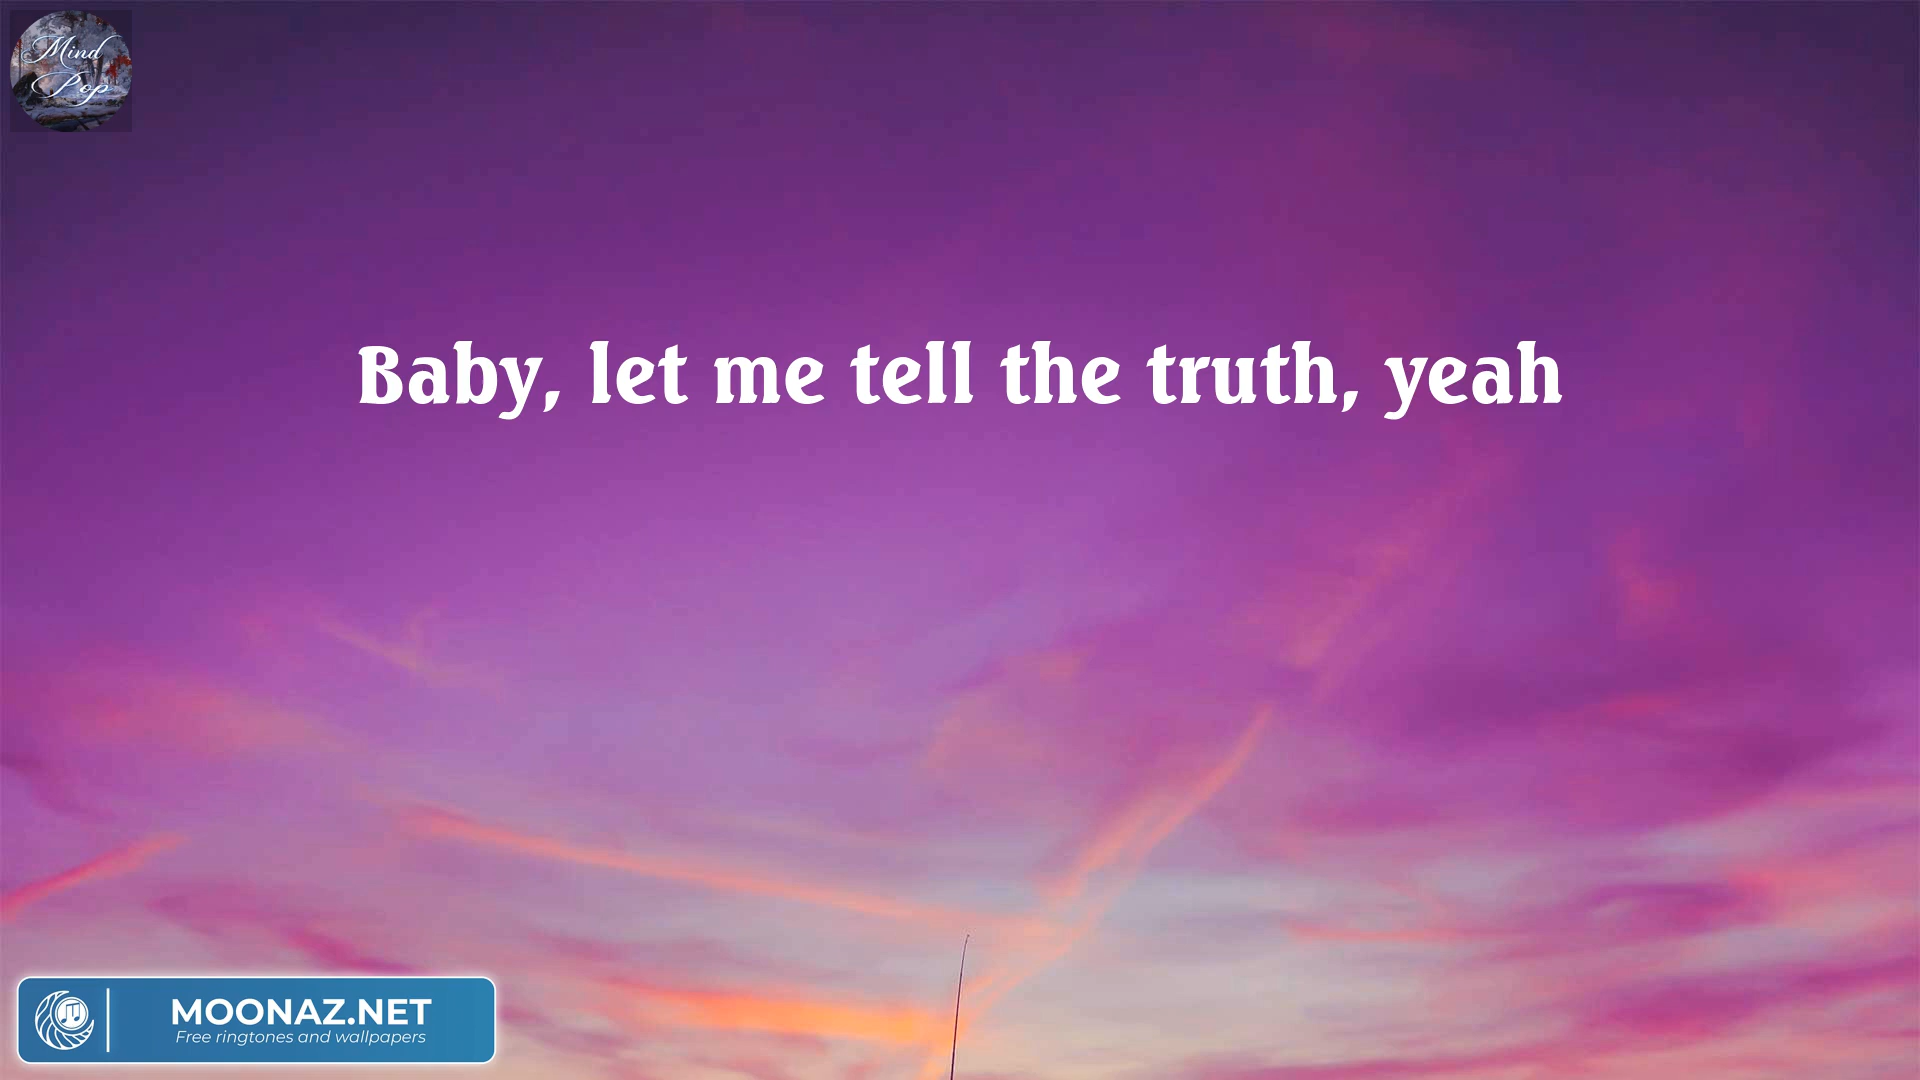 Mind
Pop
Baby, let me tell the truth, yeah
MOONAZ.NET
Free ringtones and wallpapers